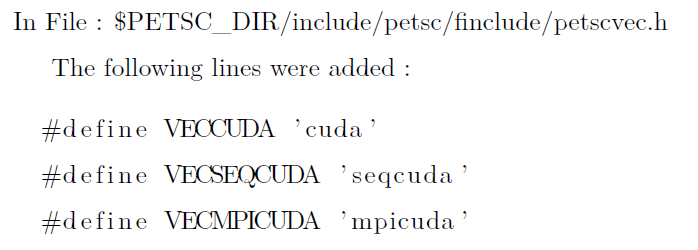 In File : $PETSC_DIR/include/petsc/finclude/petscvec.h
The following lines were added :
#define VECCUDA 'cuda'
#define VECSEQCUDA 'seqcuda'
#define VECMPICUDA 'mpicuda'